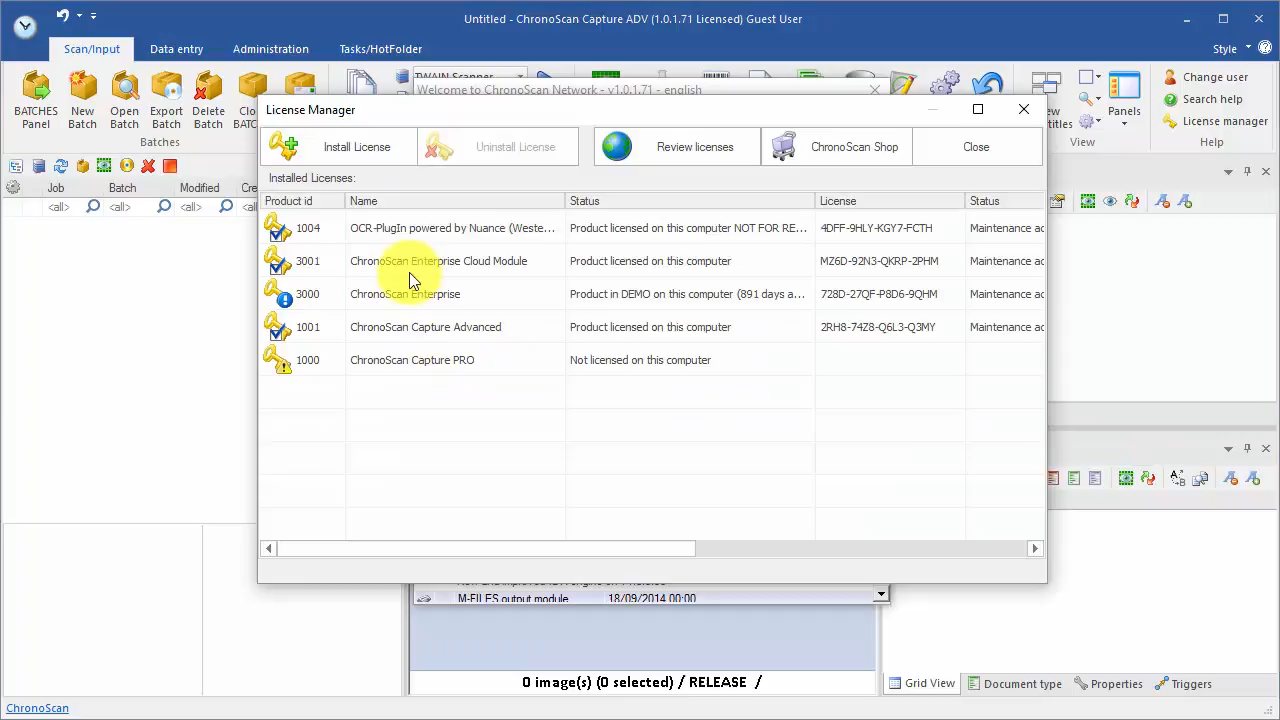 Untitled - ChronoScan Capture ADV (1.0.1.71 Licensed) Guest User
Scan/Input Data entry Administration Tasks/HotFolder Style
BATCHES Panel
New Batch
Open Batch
Export Batch
Delete Batch
Batches
TWAIN Scanner
Panels
View
Change user
Search help
License manager
Help
Welcome to ChronoScan Network - v1.0.1.71 - english
License Manager
Install License Uninstall License Review licenses ChronoScan Shop Close
Installed Licenses:
Product id Name Status License Status
1004 OCR-PlugIn powered by Nuance (Weste... Product licensed on this computer NOT FOR RE... 4DFF-9HLY-KGY7-FCTH Maintenance ac
3001 ChronoScan Enterprise Cloud Module Product licensed on this computer MZ6D-92N3-QKRP-2PHM Maintenance ac
3000 ChronoScan Enterprise Product in DEMO on this computer (891 days a... 728D-27QF-P8D6-9QHM Maintenance ac
1001 ChronoScan Capture Advanced Product licensed on this computer 2RH8-74Z8-Q6L3-Q3MY Maintenance ac
1000 ChronoScan Capture PRO Not licensed on this computer
Job Batch Modified Cre
<all> <all> <all> <a
M-FILES output module 18/09/2014 00:00
0 image(s) (0 selected) / RELEASE /
Grid View Document type Properties Triggers
ChronoScan